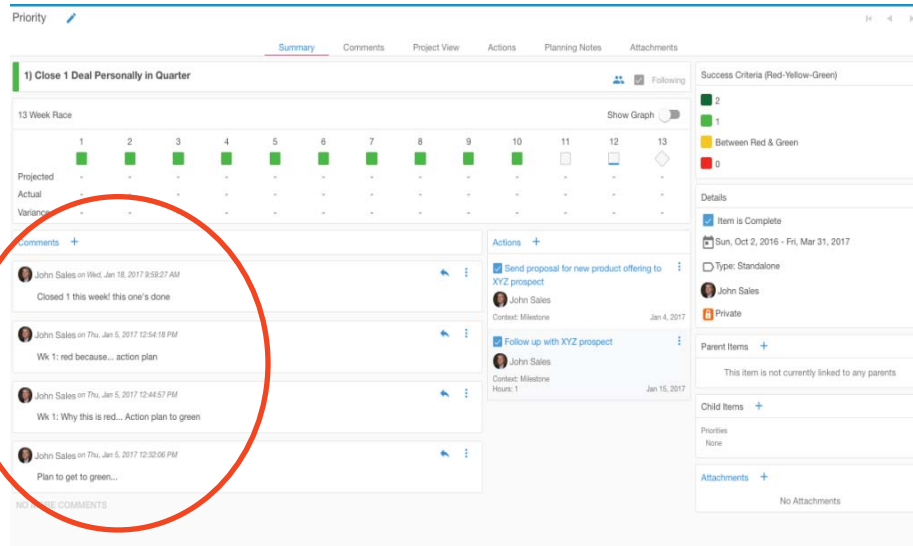 Priority
Summary Comments Project View Actions Planning Notes Attachments
1) Close 1 Deal Personally in Quarter
Following
13 Week Race
Show Graph
1 2 3 4 5 6 7 8 9 10 11 12 13
Projected - - - - - - - - - - - - -
Actual - - - - - - - - - - - - -
Variance - - - - - - - - - - - -
Comments +
John Sales on Wed, Jan 18, 2017 9:59:27 AM
Closed 1 this week! this one's done
John Sales on Thu, Jan 5, 2017 12:54:18 PM
Wk 1: red because... action plan
John Sales on Thu, Jan 5, 2017 12:44:57 PM
Wk 1: Why this is red... Action plan to green
John Sales on Thu, Jan 5, 2017 12:32:06 PM
Plan to get to green...
NO MORE COMMENTS
Actions +
Send proposal for new product offering to
XYZ prospect
John Sales
Context: Milestone Jan 4, 2017
Follow up with XYZ prospect
John Sales
Context: Milestone
Hours: 1 Jan 15, 2017
Success Criteria (Red-Yellow-Green)
2
1
Between Red & Green
0
Details
Item is Complete
Sun, Oct 2, 2016 - Fri, Mar 31, 2017
Type: Standalone
John Sales
Private
Parent Items +
This item is not currently linked to any parents
Child Items +
Priorities
None
Attachments +
No Attachments